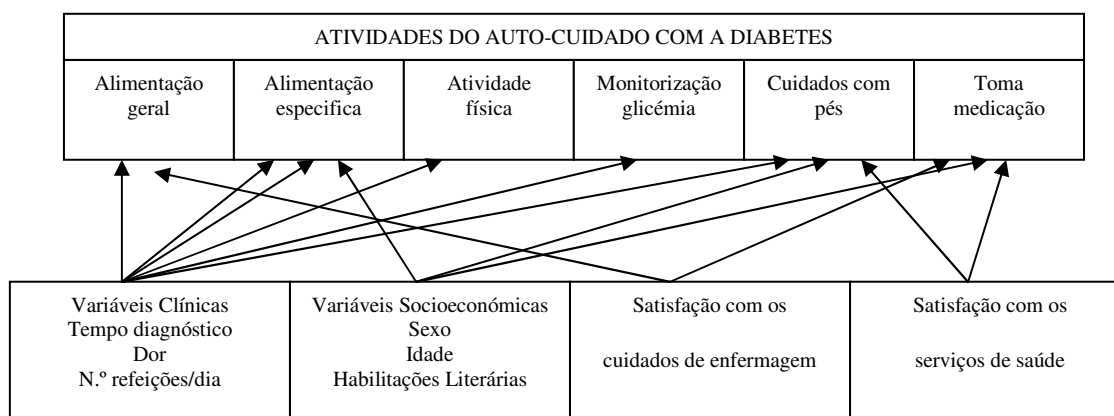 ATIVIDADES DO AUTO-CUIDADO COM A DIABETES
Alimentação
geral
Alimentação
especifica
Atividade
física
Monitorização
glicémia
Cuidados com
pés
Toma
medicação
Variáveis Clínicas
Tempo diagnóstico
Dor
N.º refeições/dia
Variáveis Socioeconómicas
Sexo
Idade
Habilitações Literárias
Satisfação com os
cuidados de enfermagem
Satisfação com os
serviços de saúde